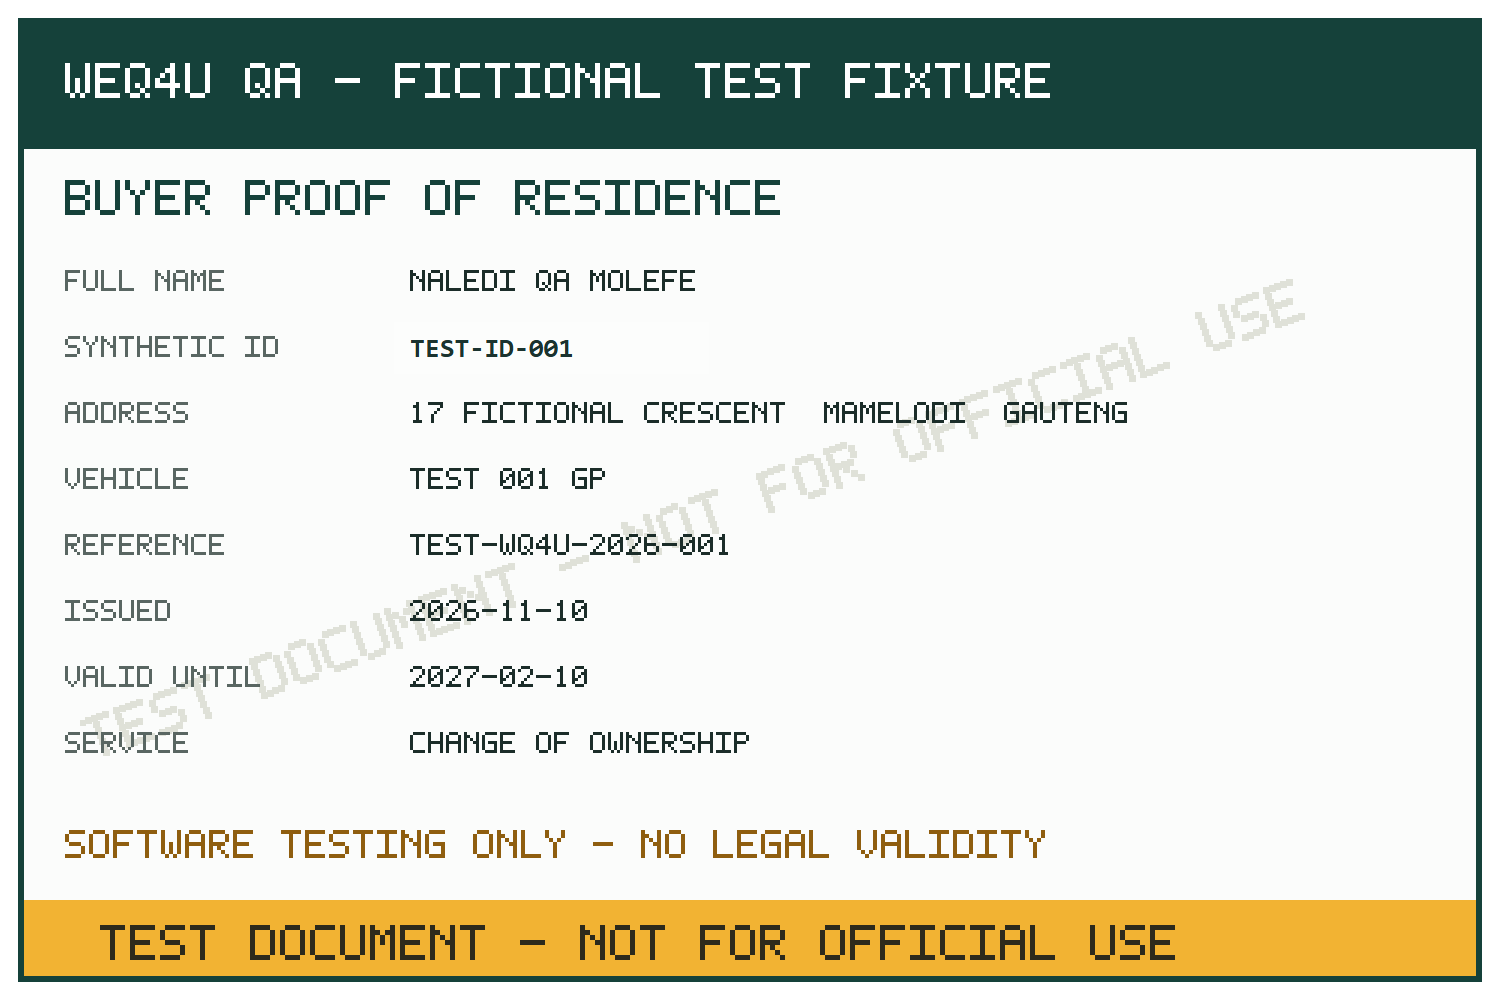 WEQ4U QA - FICTIONAL TEST FIXTURE
BUYER PROOF OF RESIDENCE
FULL NAME NALEDI QA MOLEFE
SYNTHETIC ID TEST-ID-001
ADDRESS 17 FICTIONAL CRESCENT MAMELODI GAUTENG
VEHICLE TEST 001 GP
REFERENCE TEST-WQ4U-2026-001
ISSUED 2026-11-10
VALID UNTIL 2027-02-10
SERVICE CHANGE OF OWNERSHIP
TEST DOCUMENT - NOT FOR OFFICIAL USE
SOFTWARE TESTING ONLY - NO LEGAL VALIDITY
TEST DOCUMENT - NOT FOR OFFICIAL USE